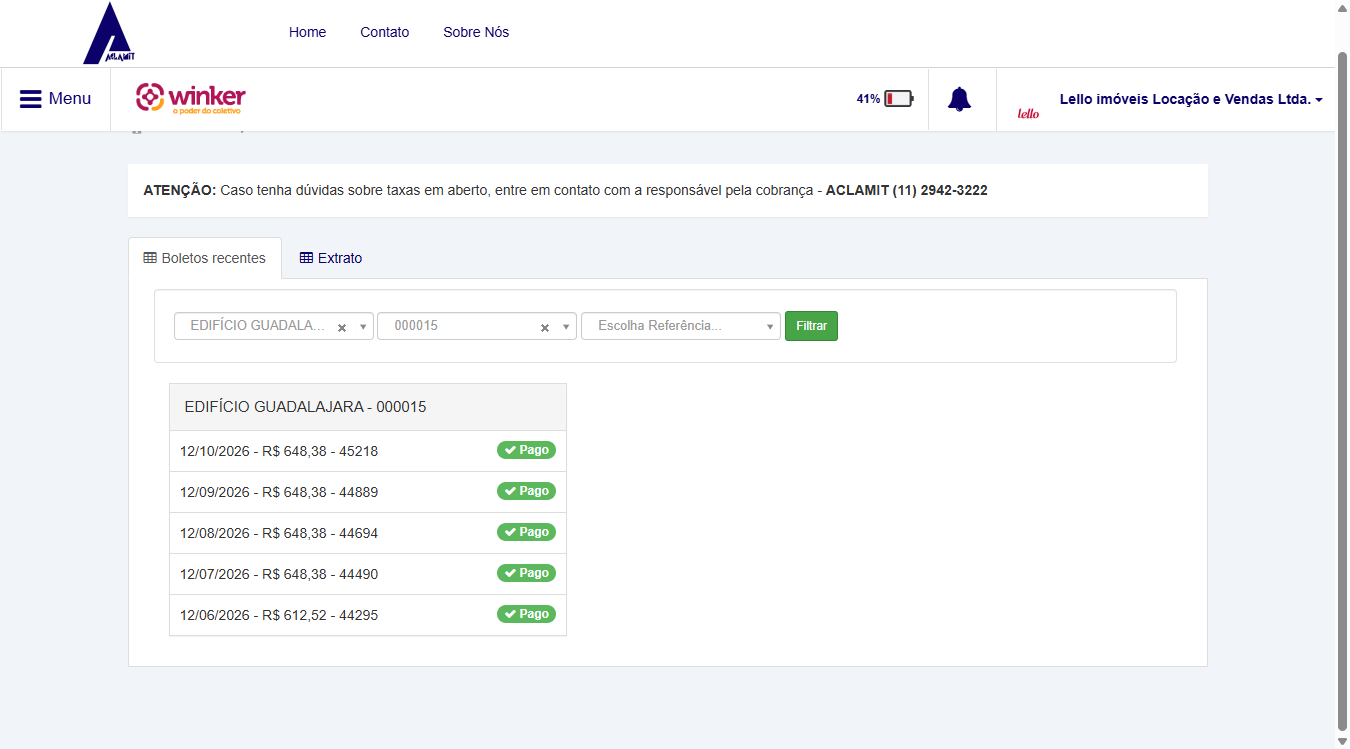 ACLAMIT
Home
Contato
Sobre Nós
Menu
winker
o poder do coletivo
41%
lello
Lello imóveis Locação e Vendas Ltda.
ATENÇÃO: Caso tenha dúvidas sobre taxas em aberto, entre em contato com a responsável pela cobrança - ACLAMIT (11) 2942-3222
Boletos recentes
Extrato
EDIFÍCIO GUADALA...
000015
Escolha Referência...
Filtrar
EDIFÍCIO GUADALAJARA - 000015
12/10/2026 - R$ 648,38 - 45218 Pago
12/09/2026 - R$ 648,38 - 44889 Pago
12/08/2026 - R$ 648,38 - 44694 Pago
12/07/2026 - R$ 648,38 - 44490 Pago
12/06/2026 - R$ 612,52 - 44295 Pago